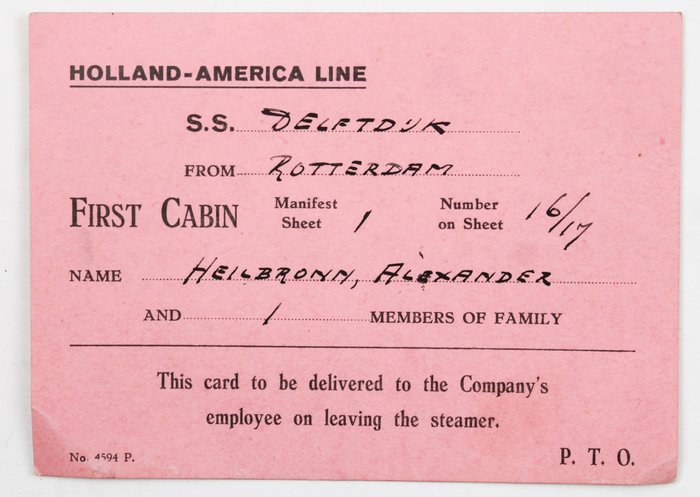 HOLLAND-AMERICA LINE
S.S. DELFTDIJK
FROM ROTTERDAM
FIRST CABIN Manifest Sheet 1 Number on Sheet 16/17
NAME HEILBRONN, ALEXANDER
AND 1 MEMBERS OF FAMILY
This card to be delivered to the Company's
employee on leaving the steamer.
No. 4594 P. P. T. O.